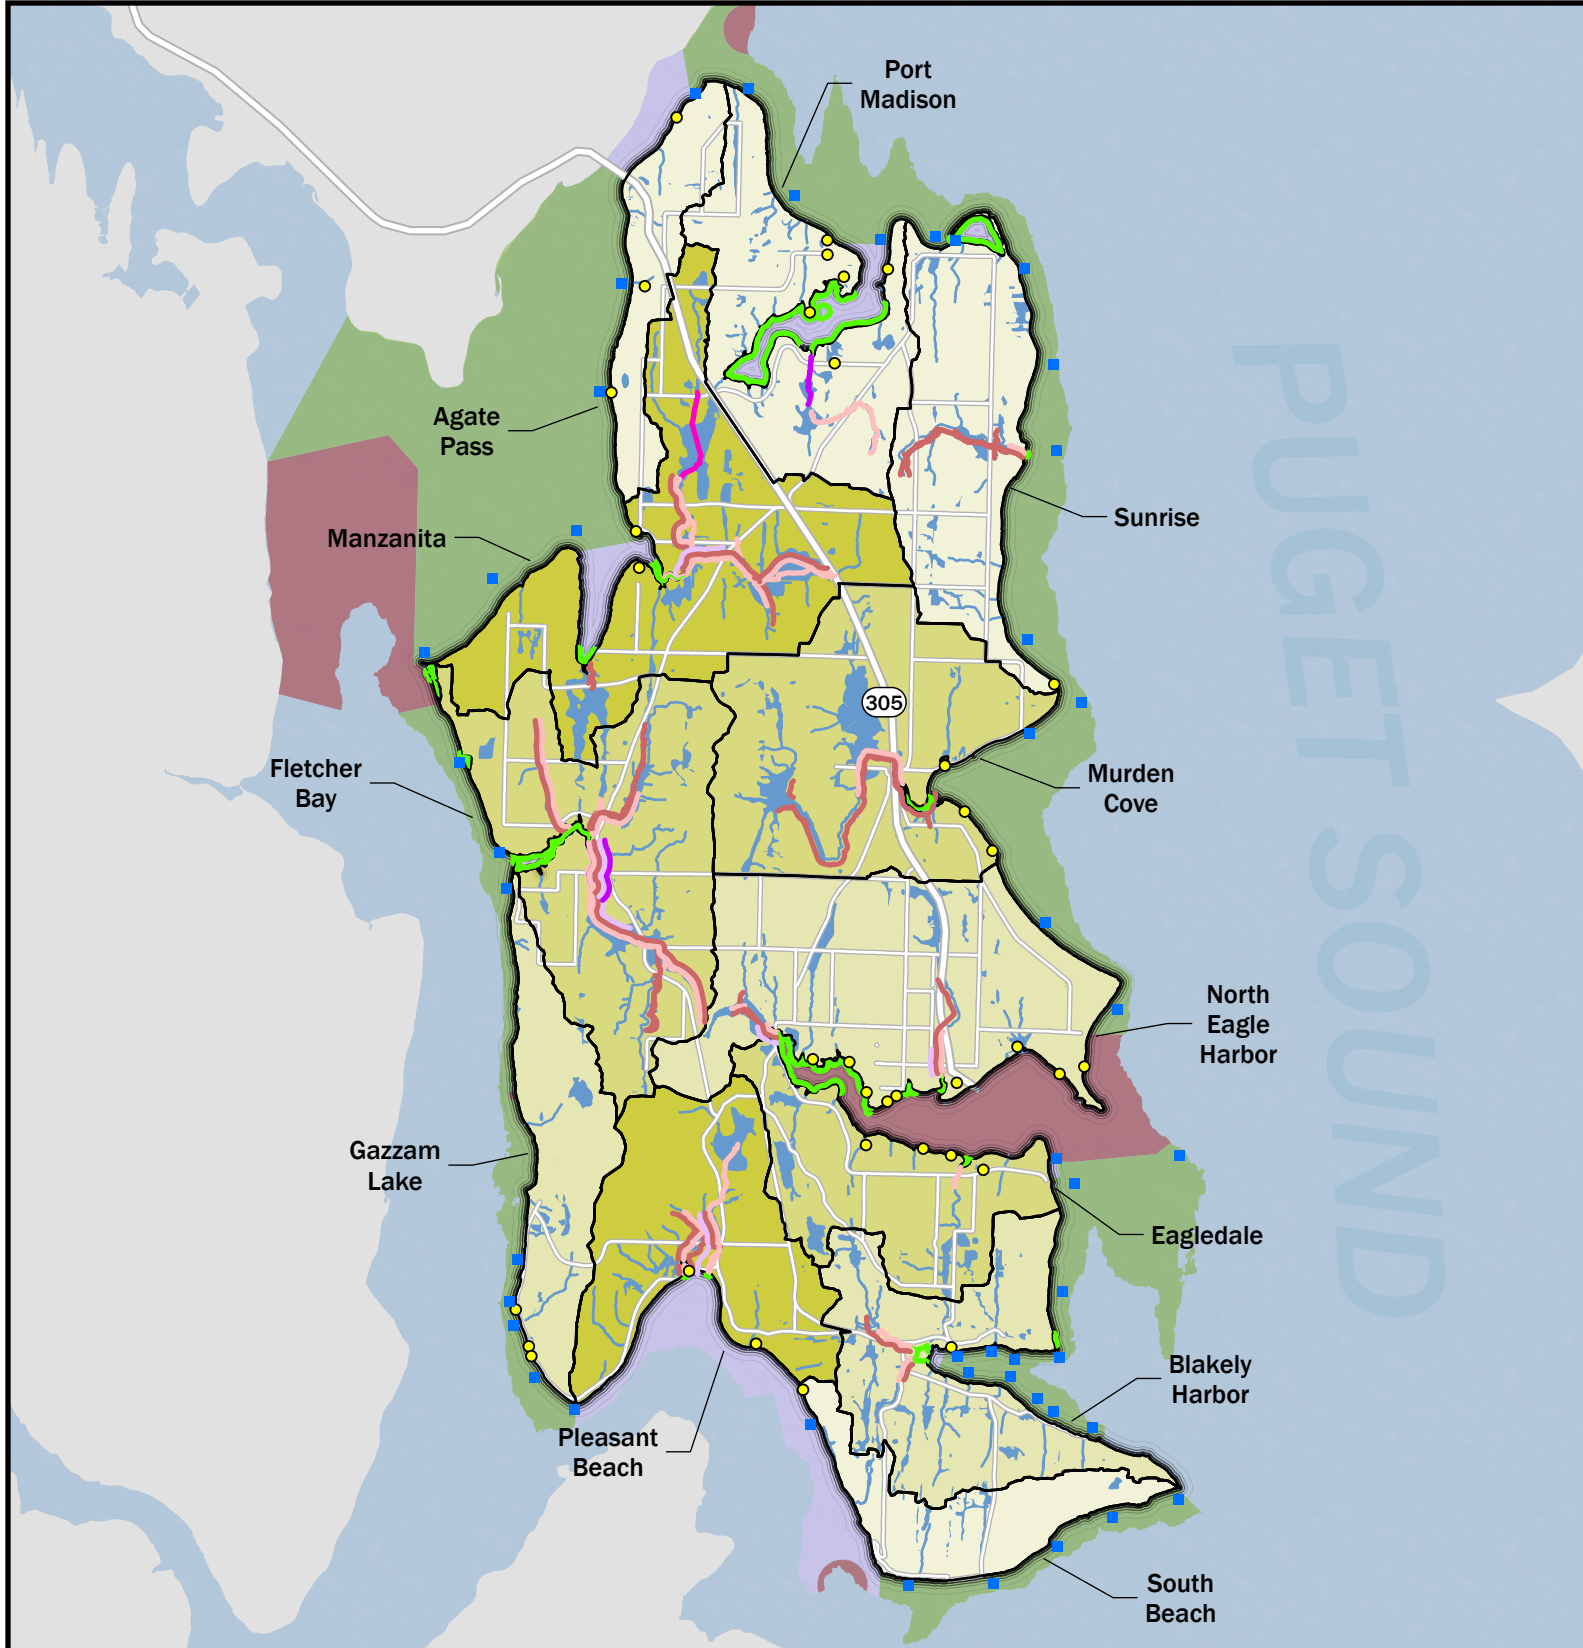 Port
Madison
Agate
Pass
Sunrise
Manzanita
305
Fletcher
Bay
Murden
Cove
PUGET SOUND
North
Eagle
Harbor
Gazzam
Lake
Eagledale
Blakely
Harbor
Pleasant
Beach
South
Beach